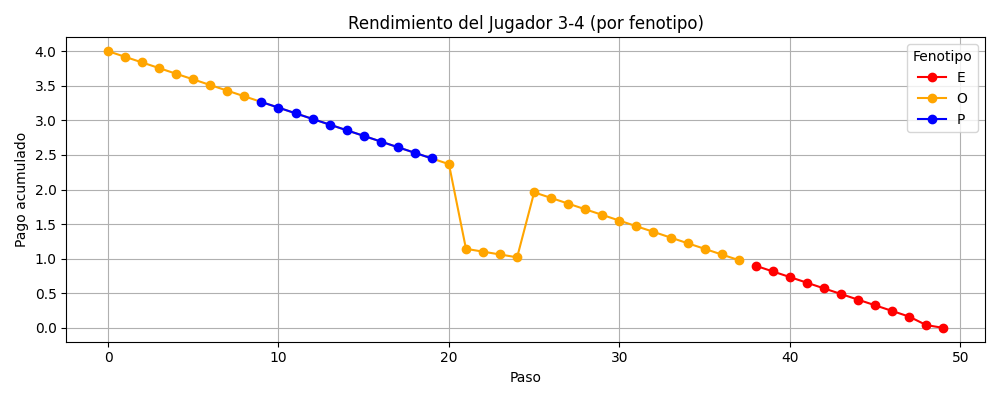 Rendimiento del Jugador 3-4 (por fenotipo)
Pago acumulado
4.0
3.5
3.0
2.5
2.0
1.5
1.0
0.5
0.0
Fenotipo
E
O
P
0 10 20 30 40 50
Paso